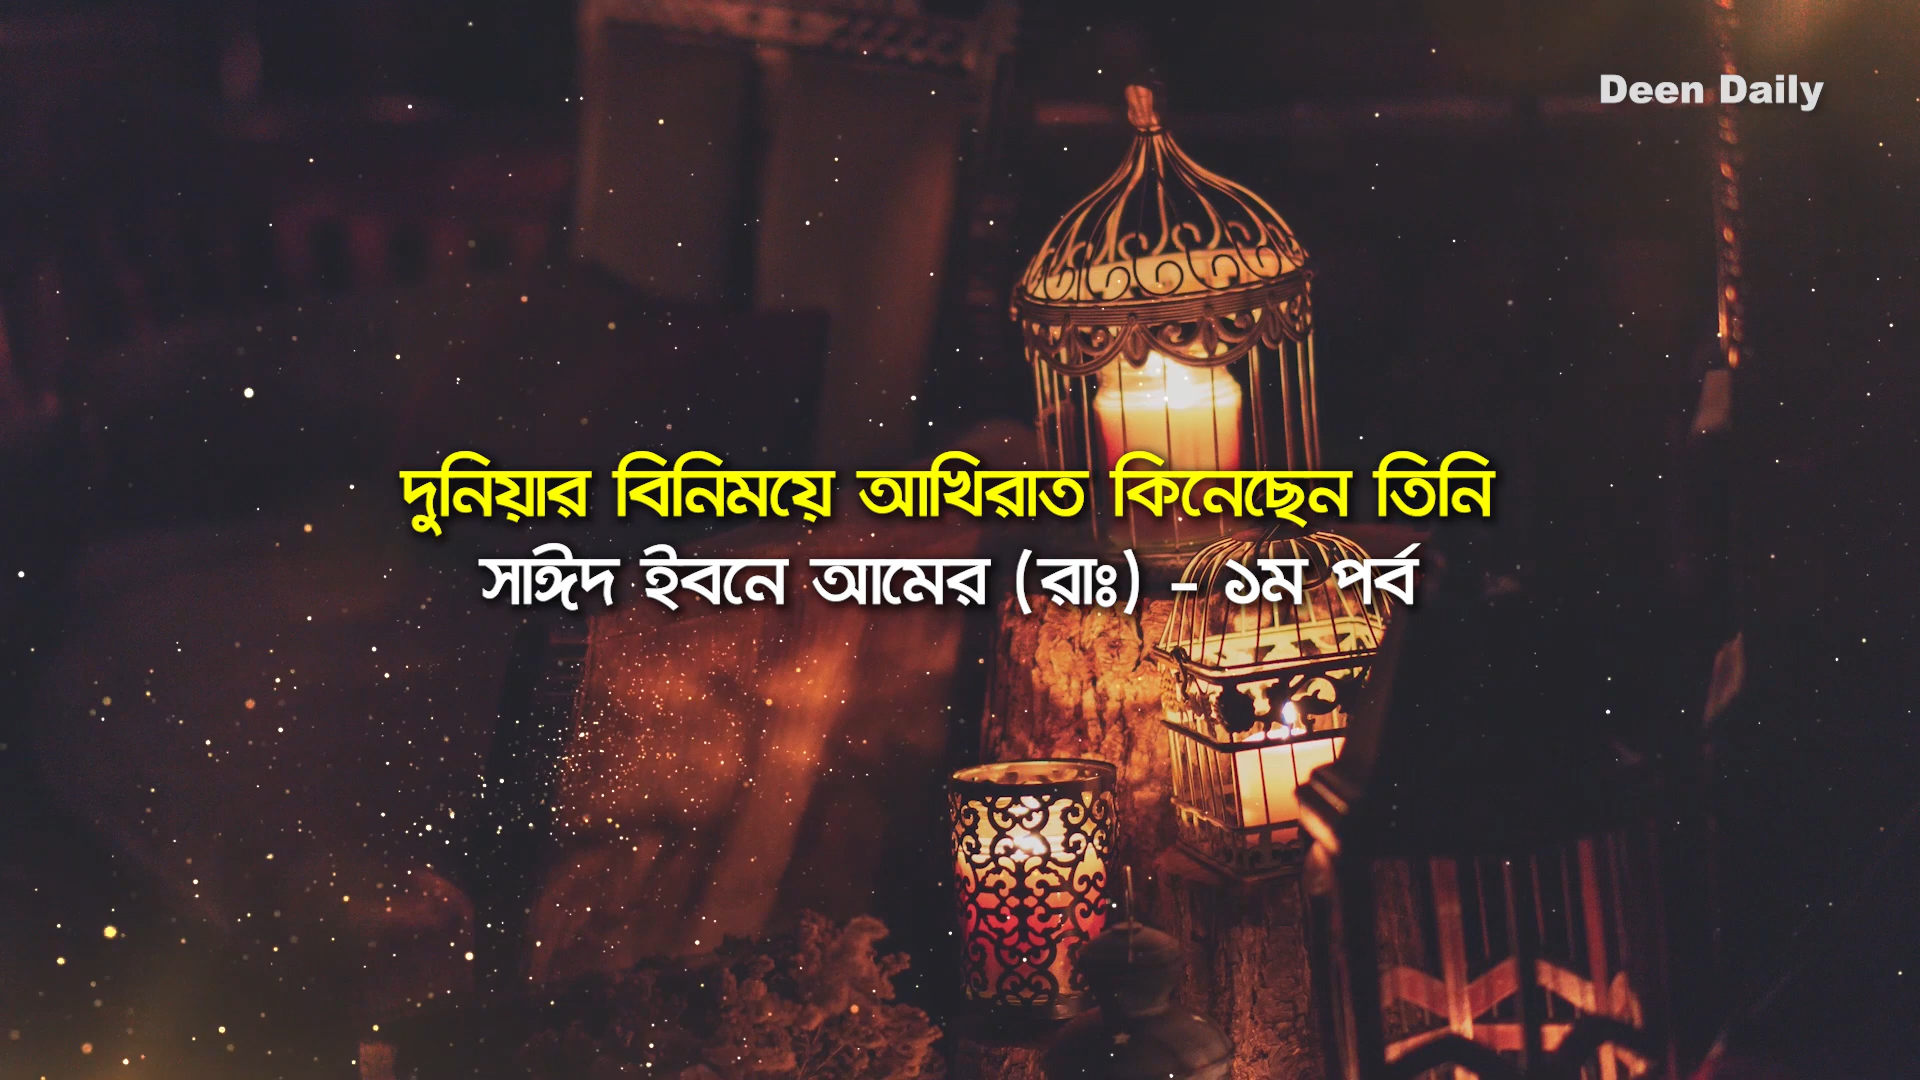 Deen Daily
দুনিয়ার বিনিময়ে আখিরাত কিনেছেন তিনি
সাঈদ ইবনে আমের (রাঃ) - ১ম পর্ব